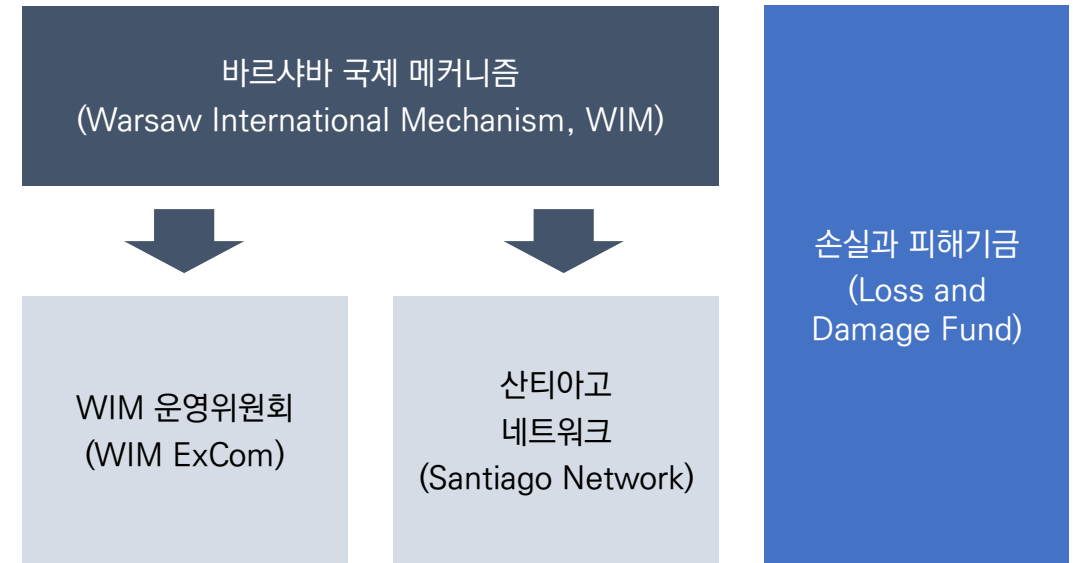 바르샤바 국제 메커니즘
(Warsaw International Mechanism, WIM)
손실과 피해기금
(Loss and
Damage Fund)
WIM 운영위원회
(WIM ExCom)
산티아고
네트워크
(Santiago Network)